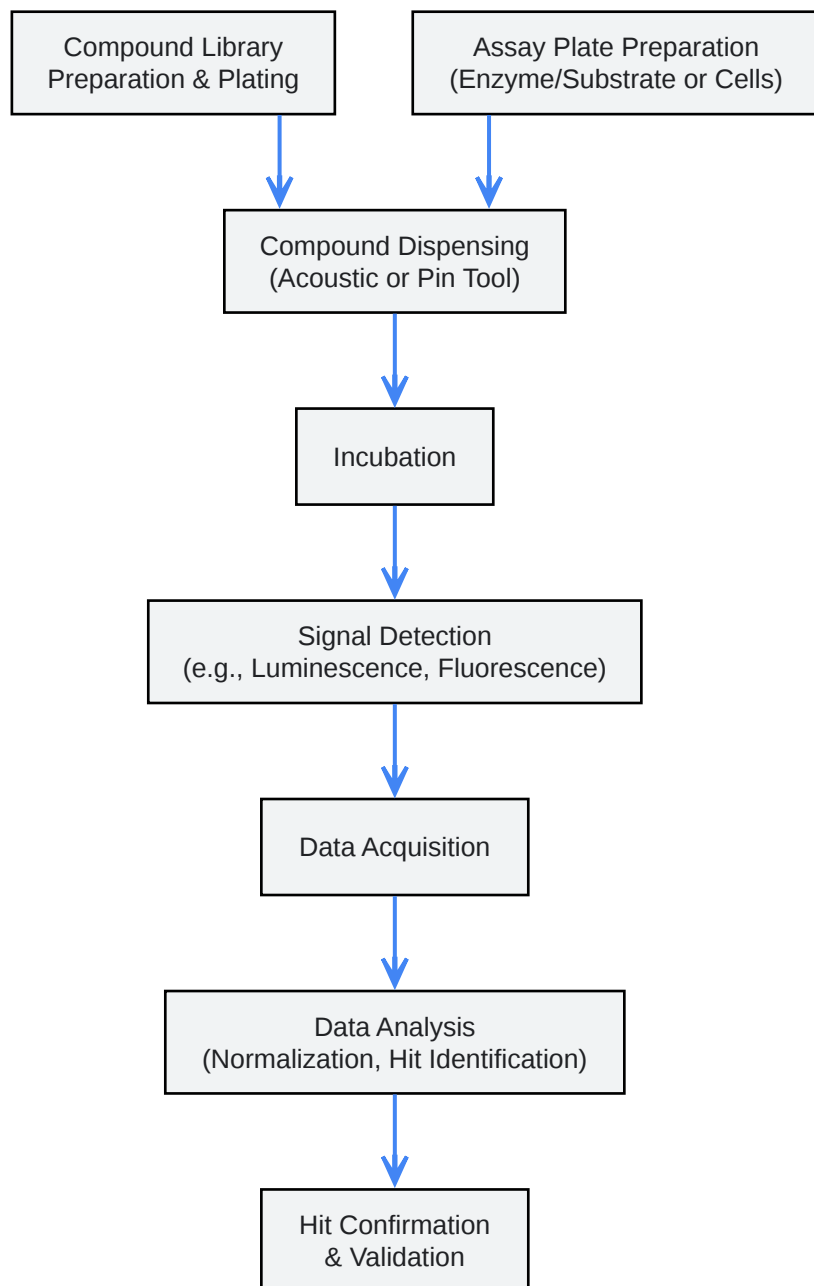 Compound Library
Preparation & Plating
Assay Plate Preparation
(Enzyme/Substrate or Cells)
Compound Dispensing
(Acoustic or Pin Tool)
Incubation
Signal Detection
(e.g., Luminescence, Fluorescence)
Data Acquisition
Data Analysis
(Normalization, Hit Identification)
Hit Confirmation
& Validation